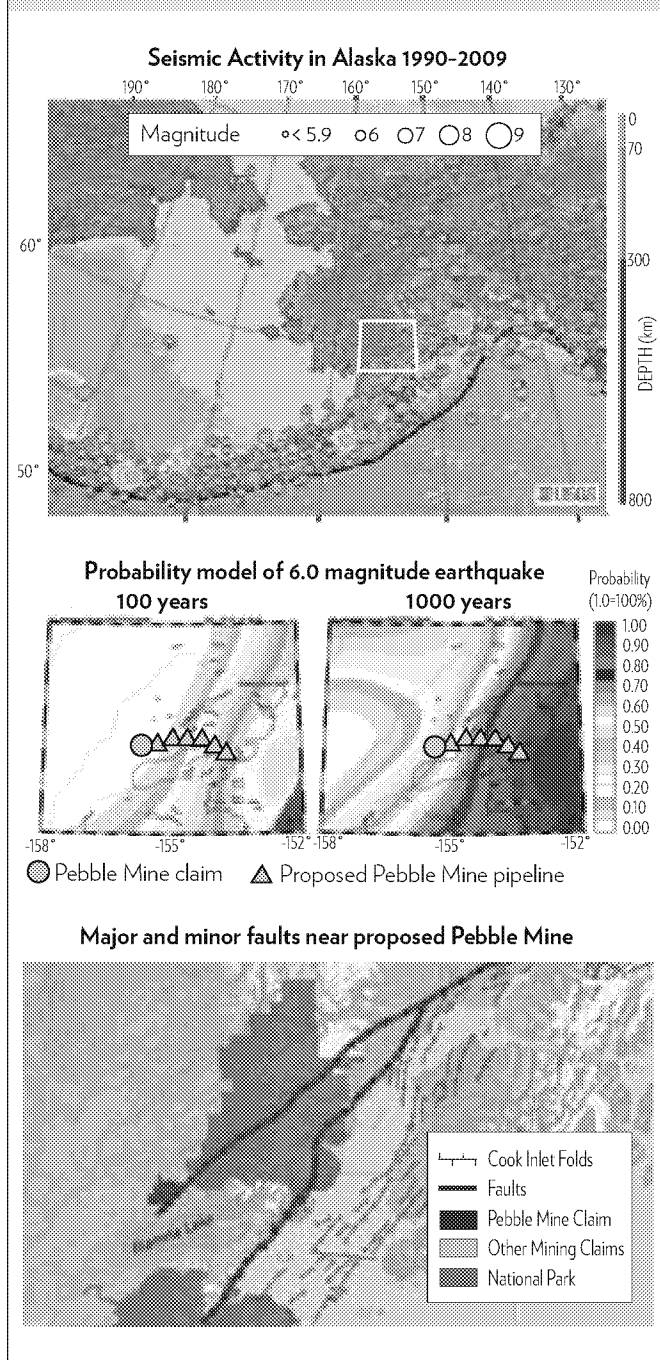 Seismic Activity in Alaska 1990-2009
190° 180° 170° 160° 150° 140° 130°
Magnitude < 5.9 6 7 8 9
0
70
60°
300
DEPTH (km)
50°
USGS
800
Probability model of 6.0 magnitude earthquake
100 years 1000 years
Probability
(1.0=100%)
1.00
0.90
0.80
0.70
0.60
0.50
0.40
0.30
0.20
0.10
0.00
-158° -155° -152° -158° -155° -152°
Pebble Mine claim Proposed Pebble Mine pipeline
Major and minor faults near proposed Pebble Mine
Cook Inlet Folds
Faults
Pebble Mine Claim
Other Mining Claims
National Park
Lake